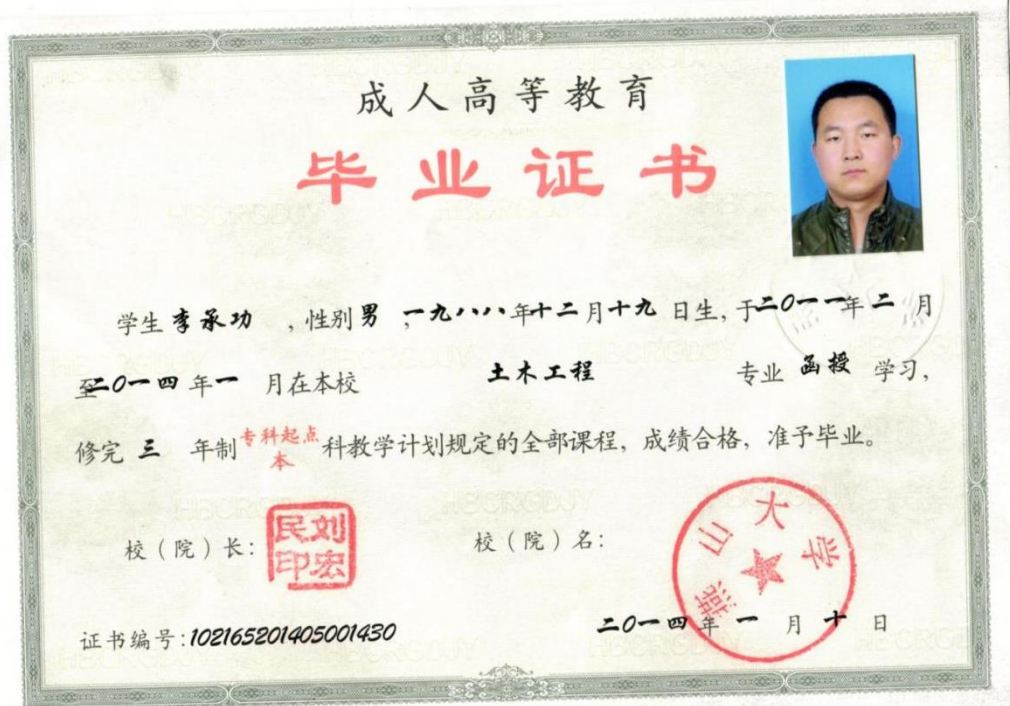 成人高等教育
毕业证书
学生 李承功 ，性别 男 ，一九八八年十二月十九日生，于二〇一一年二月
至二〇一四年一月在本校 土木工程 专业 函授 学习，
修完 三 年制 专科起点本 科教学计划规定的全部课程，成绩合格，准予毕业。
校（院）长： 刘宏民印
校（院）名： 燕山大学
证书编号：102165201405001430
二〇一四年一月十日